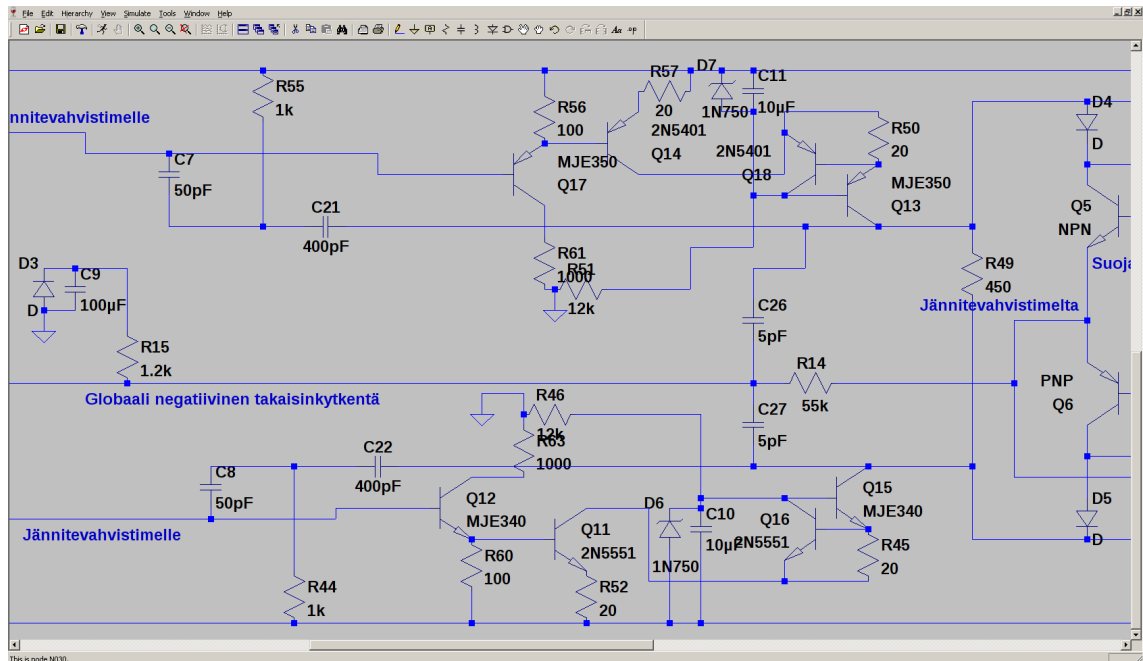 File Edit Hierarchy View Simulate Tools Window Help
R55
1k
R57
20
D7
1N750
C11
10µF
D4
D
nnitevahvistimelle
R56
100
2N5401
Q14
2N5401
Q18
R50
20
C7
50pF
MJE350
Q17
MJE350
Q13
C21
400pF
Q5
NPN
D3
D
C9
100µF
R61
1000
R51
12k
R49
450
Suoja
Jännitevahvistimelta
C26
5pF
R15
1.2k
R14
55k
PNP
Q6
Globaali negatiivinen takaisinkytkentä
R46
12k
R63
1000
C27
5pF
C22
400pF
C8
50pF
Q12
MJE340
Q15
MJE340
D6
1N750
C10
10µF
Q16
2N5551
D5
D
Q11
2N5551
Jännitevahvistimelle
R60
100
R45
20
R44
1k
R52
20
This is node N030.